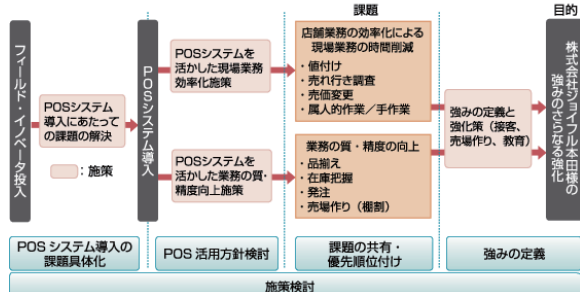 課題
目的
フィールド・イノベータ投入
POSシステム
導入にあたって
の課題の解決
:施策
POSシステム導入
POSシステムを
活かした現場業務
効率化施策
POSシステムを
活かした業務の質・
精度向上施策
店舗業務の効率化による
現場業務の時間削減
・値付け
・売れ行き調査
・売価変更
・属人的作業/手作業
業務の質・精度の向上
・品揃え
・在庫把握
・発注
・売場作り(棚割)
強みの定義と
強化策(接客、
売場作り、教育)
株式会社ジョイフル本田様の
強みのさらなる強化
POSシステム導入の
課題具体化
POS活用方針検討
課題の共有・
優先順位付け
強みの定義
施策検討